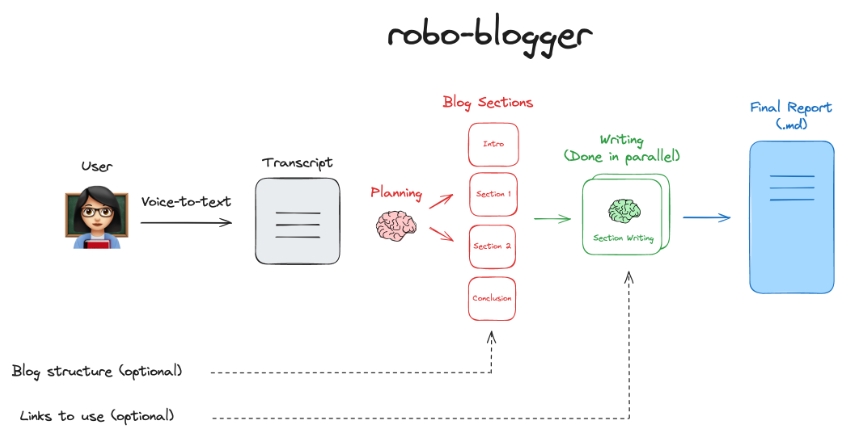 robo-blogger
Blog Sections
Final Report
(.md)
Writing
(Done in parallel)
User
Transcript
Intro
Voice-to-text
Planning
Section 1
Section 2
Section Writing
Conclusion
Blog structure (optional)
Links to use (optional)